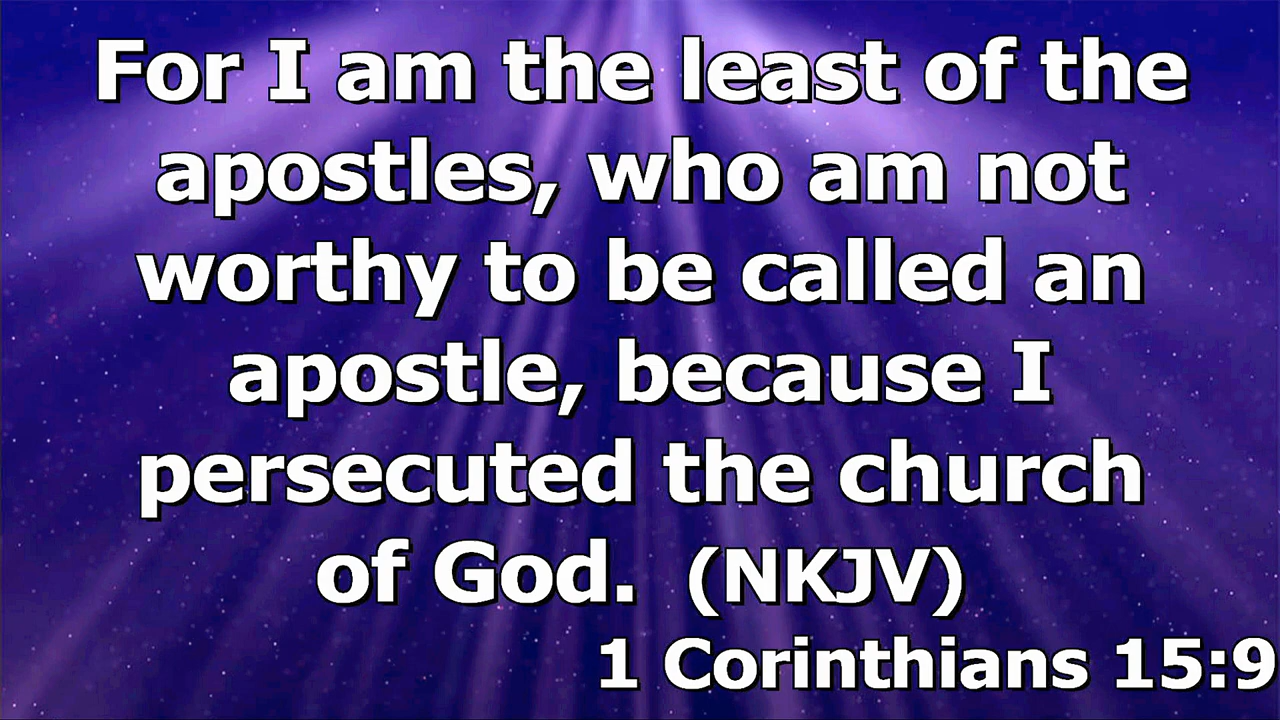 For I am the least of the
apostles, who am not
worthy to be called an
apostle, because I
persecuted the church
of God.  (NKJV)
1 Corinthians 15:9